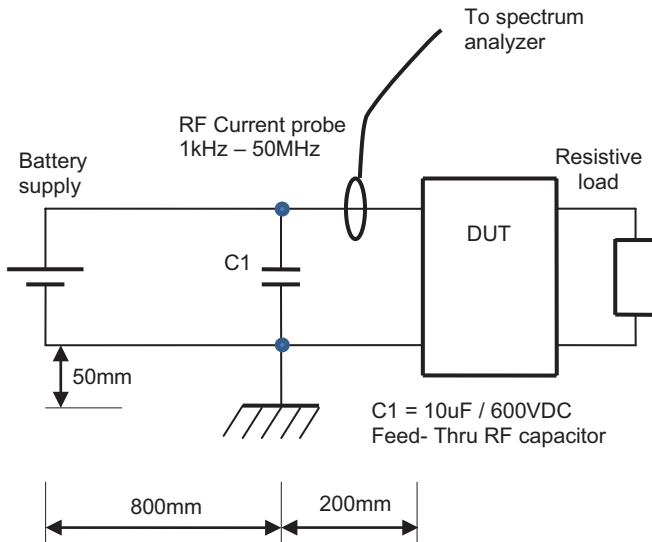 To spectrum
analyzer
RF Current probe
1kHz – 50MHz
Battery
supply
Resistive
load
DUT
C1
50mm
C1 = 10uF / 600VDC
Feed- Thru RF capacitor
800mm
200mm